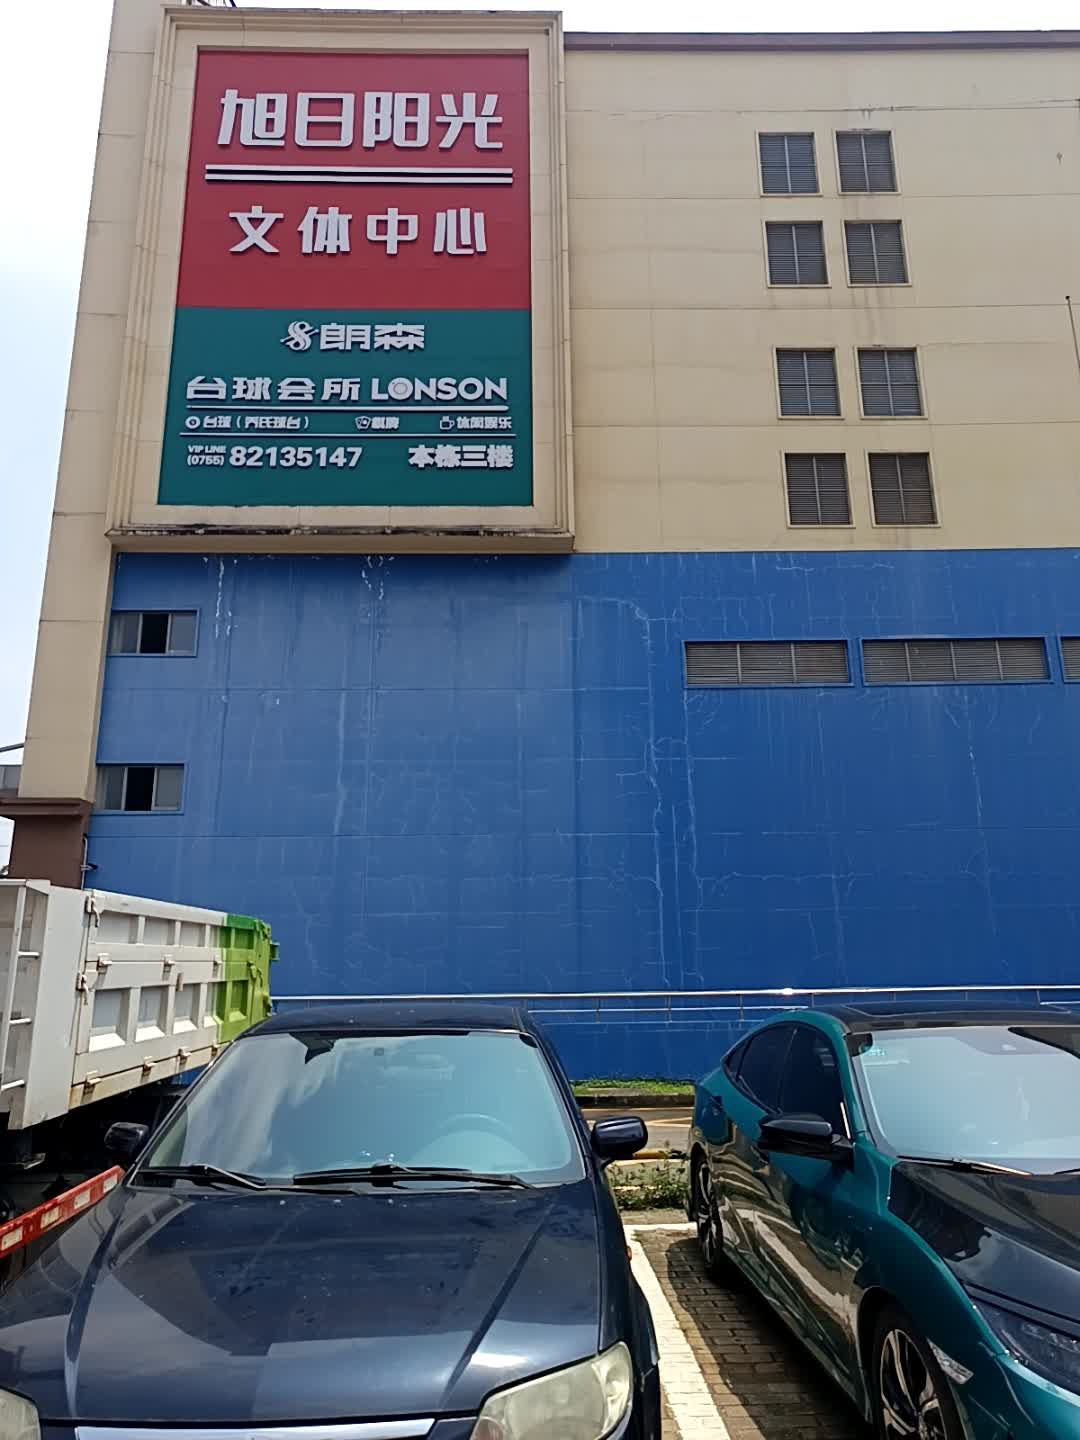 旭日阳光
文体中心
朗森
台球会所 LONSON
台球（乔氏球台） 棋牌 休闲娱乐
VIP LINE (0755) 82135147 本栋三楼